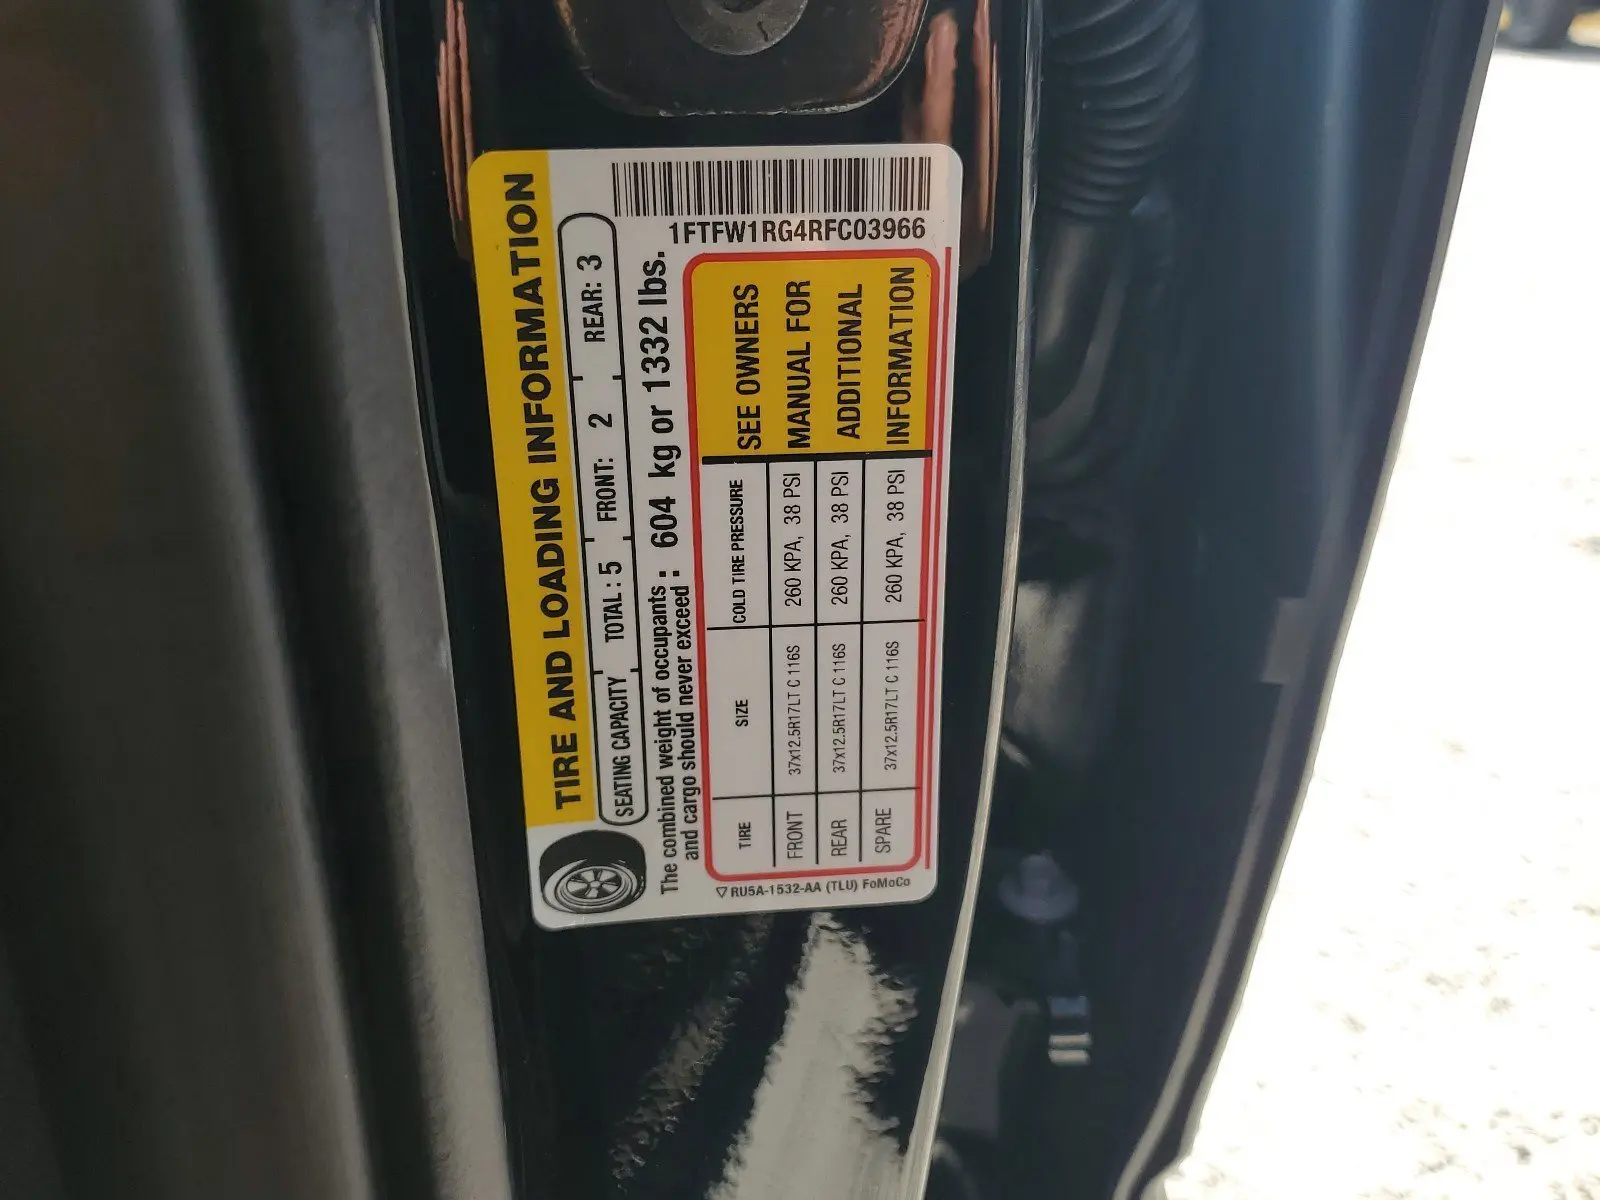 TIRE AND LOADING INFORMATION
SEATING CAPACITY TOTAL : 5 FRONT: 2 REAR: 3
The combined weight of occupants
and cargo should never exceed : 604 kg or 1332 lbs.
1FTFW1RG4RFC03966
TIRE SIZE COLD TIRE PRESSURE
FRONT 37x12.5R17LT C 116S 260 KPA, 38 PSI
REAR 37x12.5R17LT C 116S 260 KPA, 38 PSI
SPARE 37x12.5R17LT C 116S 260 KPA, 38 PSI
SEE OWNERS
MANUAL FOR
ADDITIONAL
INFORMATION
RU5A-1532-AA (TLU) FoMoCo